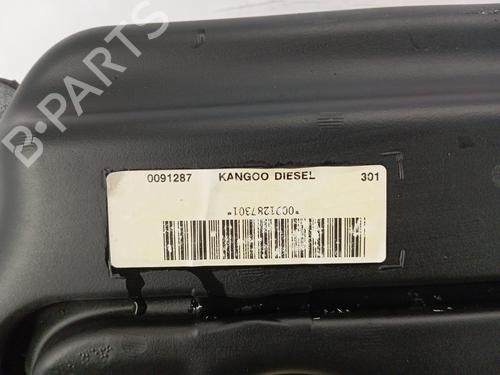 B-PARTS
0091287 KANGOO DIESEL 301
*0091287301*